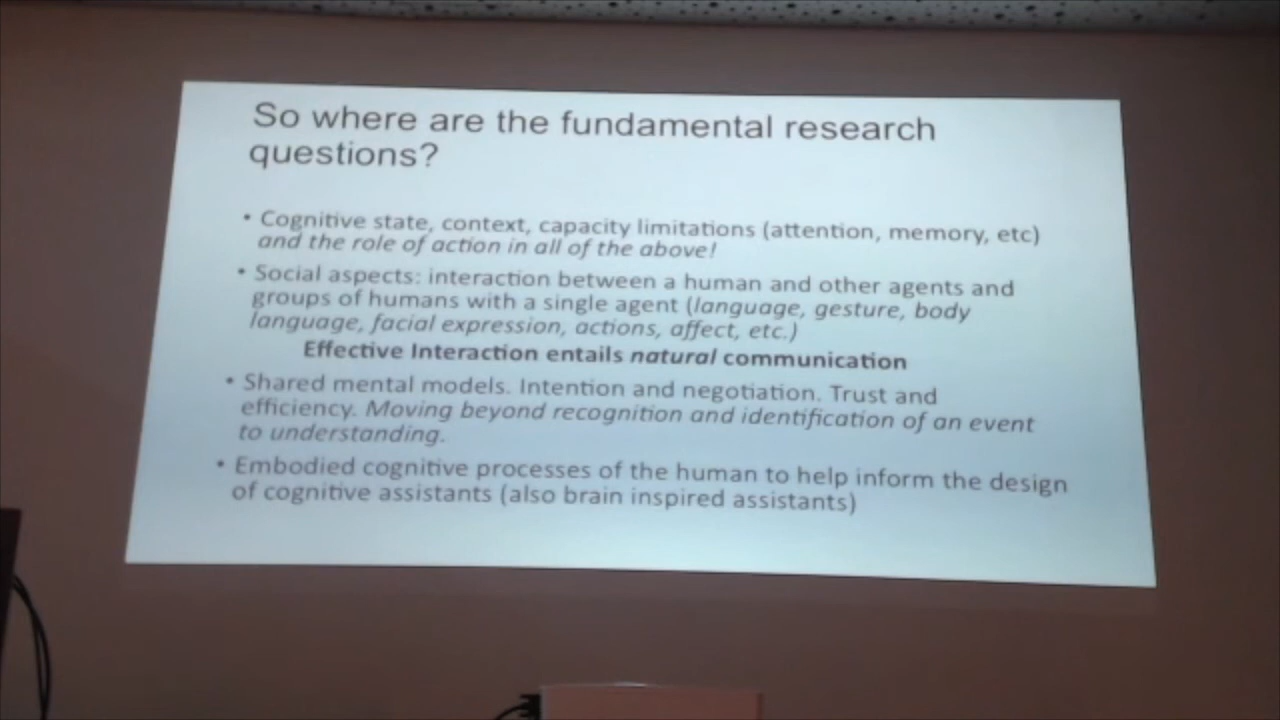 So where are the fundamental research
questions?
• Cognitive state, context, capacity limitations (attention, memory, etc)
and the role of action in all of the above!
• Social aspects: interaction between a human and other agents and
groups of humans with a single agent (language, gesture, body
language, facial expression, actions, affect, etc.)
Effective Interaction entails natural communication
• Shared mental models. Intention and negotiation. Trust and
efficiency. Moving beyond recognition and identification of an event
to understanding.
• Embodied cognitive processes of the human to help inform the design
of cognitive assistants (also brain inspired assistants)